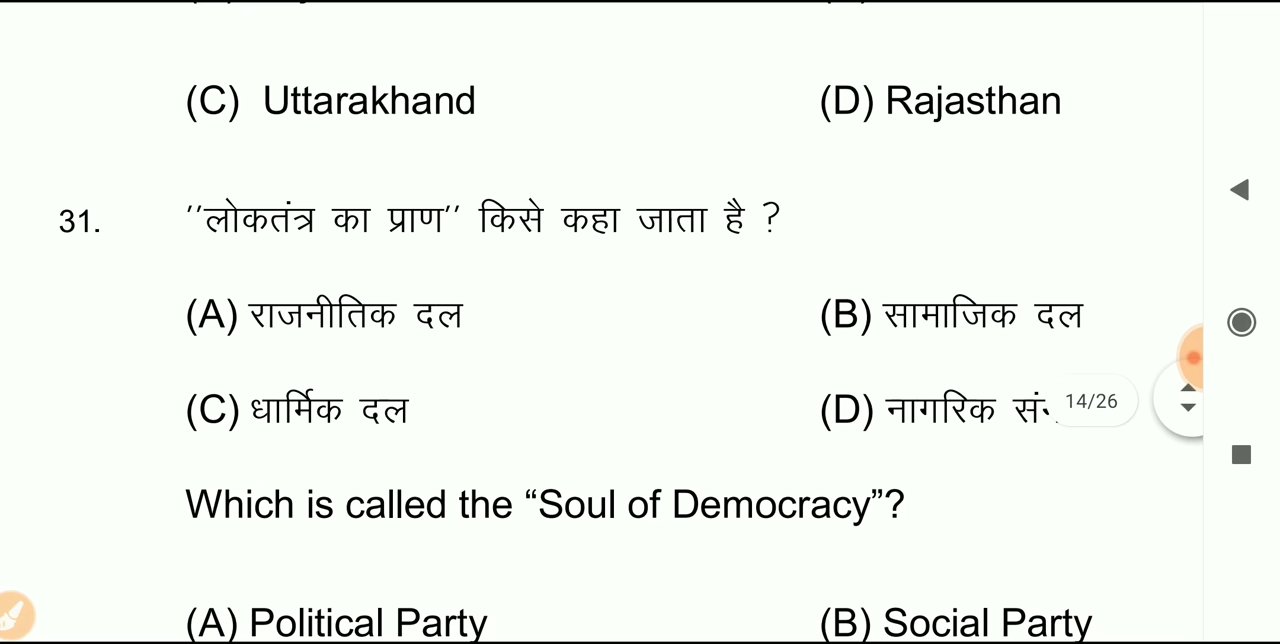 (C) Uttarakhand (D) Rajasthan
31. ''लोकतंत्र का प्राण'' किसे कहा जाता है ?
(A) राजनीतिक दल (B) सामाजिक दल
(C) धार्मिक दल (D) नागरिक
14/26
Which is called the “Soul of Democracy”?
(A) Political Party (B) Social Party